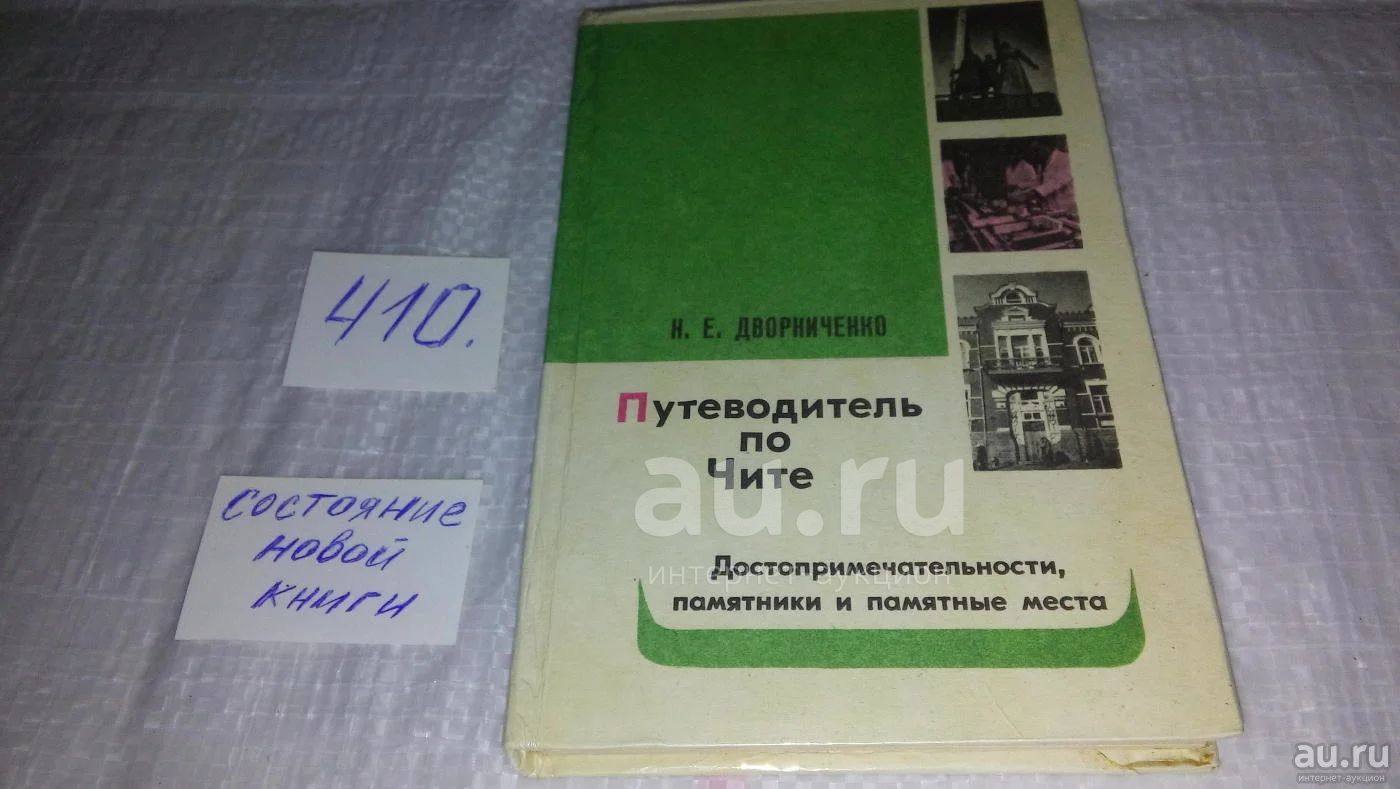 410.
состояние
новой
книги
Н. Е. ДВОРНИЧЕНКО
Путеводитель
по
Чите
au.ru
интернет-аукцион
Достопримечательности,
памятники и памятные места
au.ru
интернет-аукцион